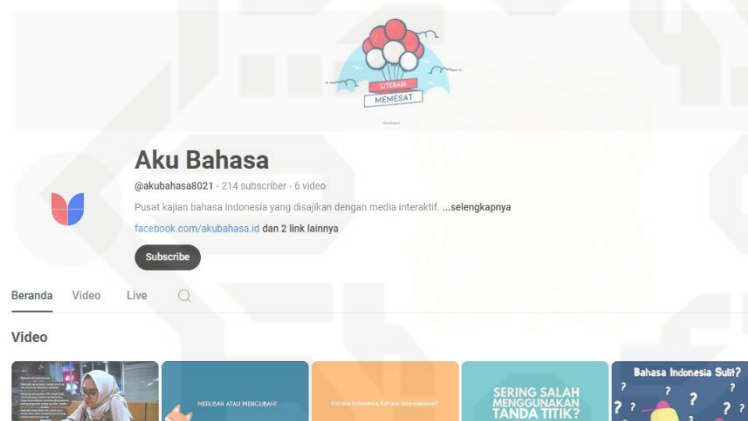 LITERASI
MEMESAT
Aku Bahasa
@akubahasa8021 · 214 subscriber · 6 video
Pusat kajian bahasa Indonesia yang disajikan dengan media interaktif. ...selengkapnya
facebook.com/akubahasa.id dan 2 link lainnya
Subscribe
Beranda Video Live
Video
MERUBAH ATAU MENGUBAH?
Bahasa Indonesia, bahasa internasional?
SERING SALAH
MENGGUNAKAN
TANDA TITIK?
Bahasa Indonesia Sulit?
? ? ? ? ? ? ?